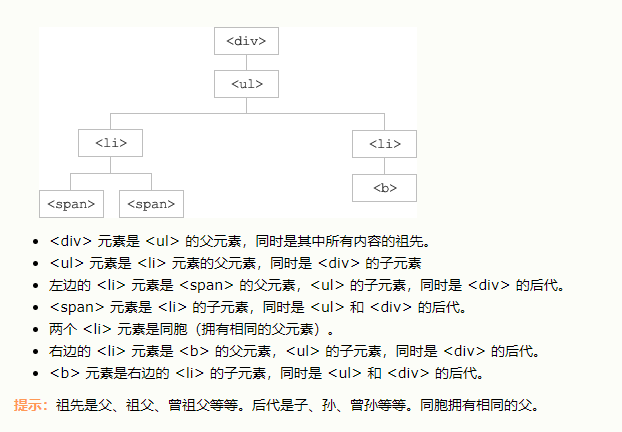 <div>
<ul>
<li> <li>
<b>
<span> <span>
• <div> 元素是 <ul> 的父元素，同时是其中所有内容的祖先。
• <ul> 元素是 <li> 元素的父元素，同时是 <div> 的子元素
• 左边的 <li> 元素是 <span> 的父元素，<ul> 的子元素，同时是 <div> 的后代。
• <span> 元素是 <li> 的子元素，同时是 <ul> 和 <div> 的后代。
• 两个 <li> 元素是同胞（拥有相同的父元素）。
• 右边的 <li> 元素是 <b> 的父元素，<ul> 的子元素，同时是 <div> 的后代。
• <b> 元素是右边的 <li> 的子元素，同时是 <ul> 和 <div> 的后代。
提示：祖先是父、祖父、曾祖父等等。后代是子、孙、曾孙等等。同胞拥有相同的父。